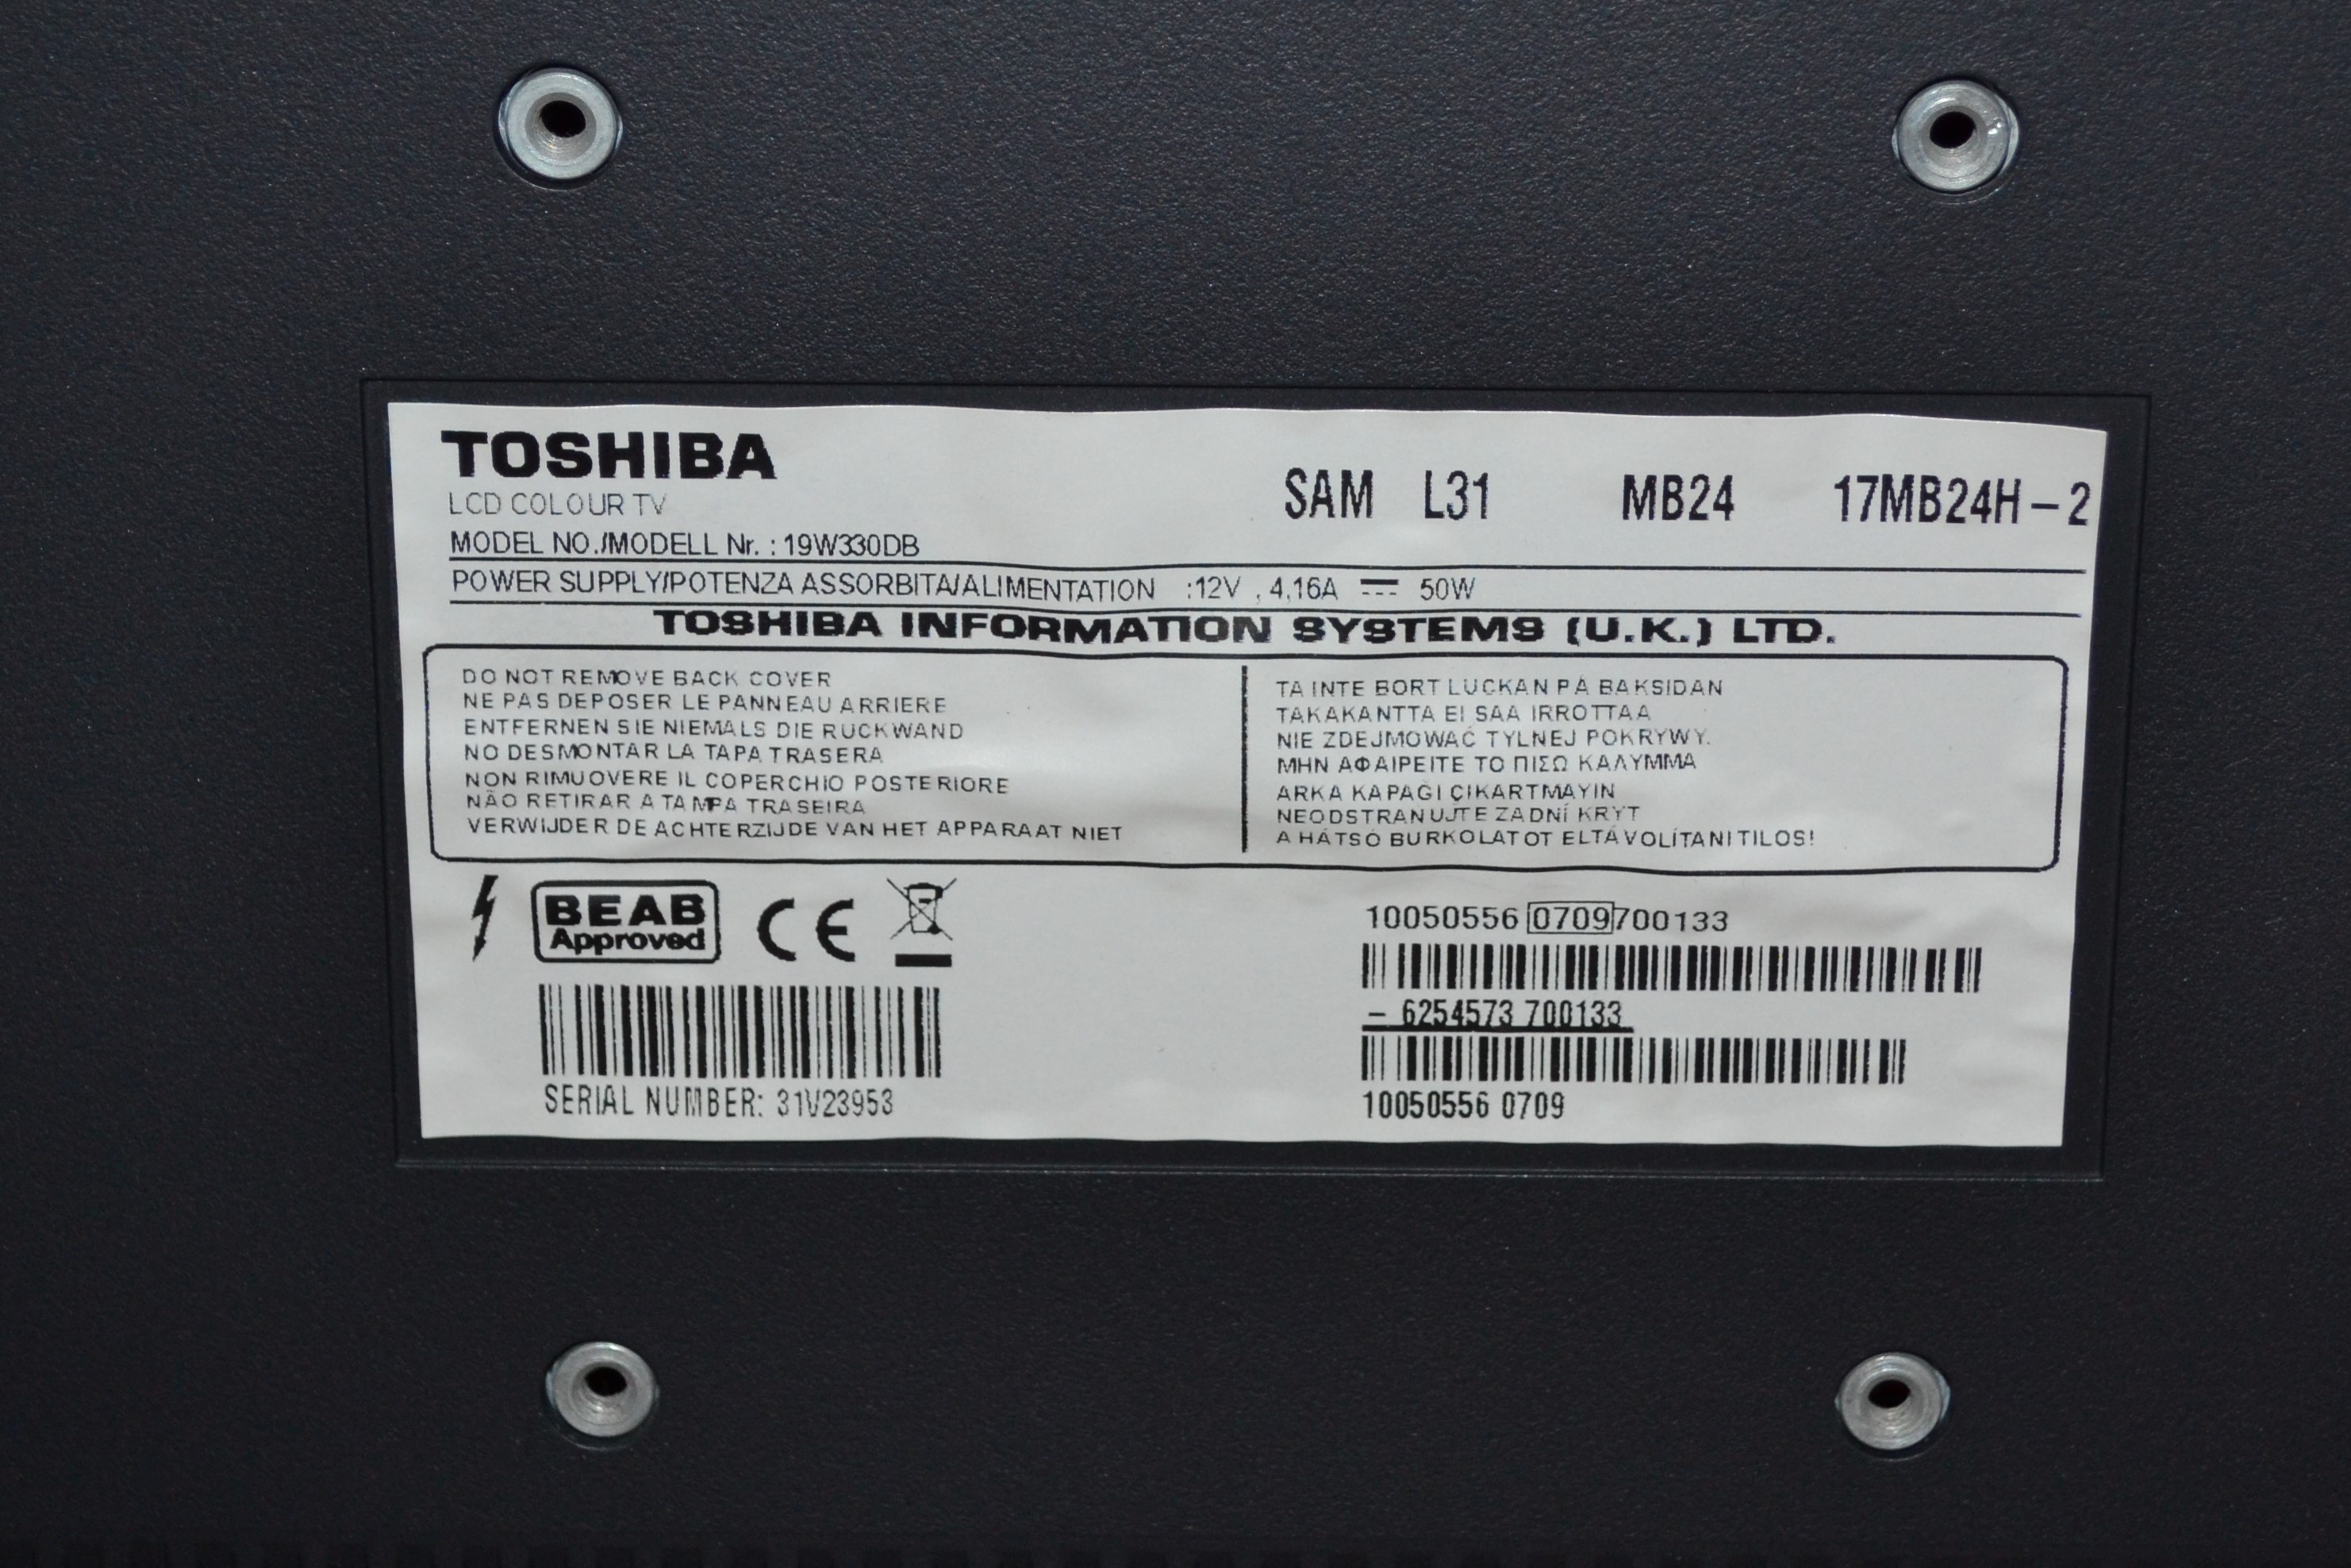 TOSHIBA
LCD COLOUR TV
SAM L31 MB24 17MB24H-2
MODEL NO./MODELL Nr. : 19W330DB
POWER SUPPLY/POTENZA ASSORBITA/ALIMENTATION :12V , 4,16A 50W
TOSHIBA INFORMATION SYSTEMS (U.K.) LTD.
DO NOT REMOVE BACK COVER
NE PAS DEPOSER LE PANNEAU ARRIERE
ENTFERNEN SIE NIEMALS DIE RUCKWAND
NO DESMONTAR LA TAPA TRASERA
NON RIMUOVERE IL COPERCHIO POSTERIORE
NÃO RETIRAR A TAMPA TRASEIRA
VERWIJDER DE ACHTERZIJDE VAN HET APPARAAT NIET
TA INTE BORT LUCKAN PÅ BAKSIDAN
TAKAKANTTA EI SAA IRROTTAA
NIE ZDEJMOWAĆ TYLNEJ POKRYWY.
ΜΗΝ ΑΦΑΙΡΕΙΤΕ ΤΟ ΠΙΣΩ ΚΑΛΥΜΜΑ
ARKA KAPAĞI ÇIKARTMAYIN
NEODSTRANUJTE ZADNÍ KRYT
A HÁTSÓ BURKOLATOT ELTÁVOLÍTANI TILOS!
BEAB
Approved
CE
SERIAL NUMBER: 31V23953
10050556 0709 700133
- 6254573 700133
10050556 0709